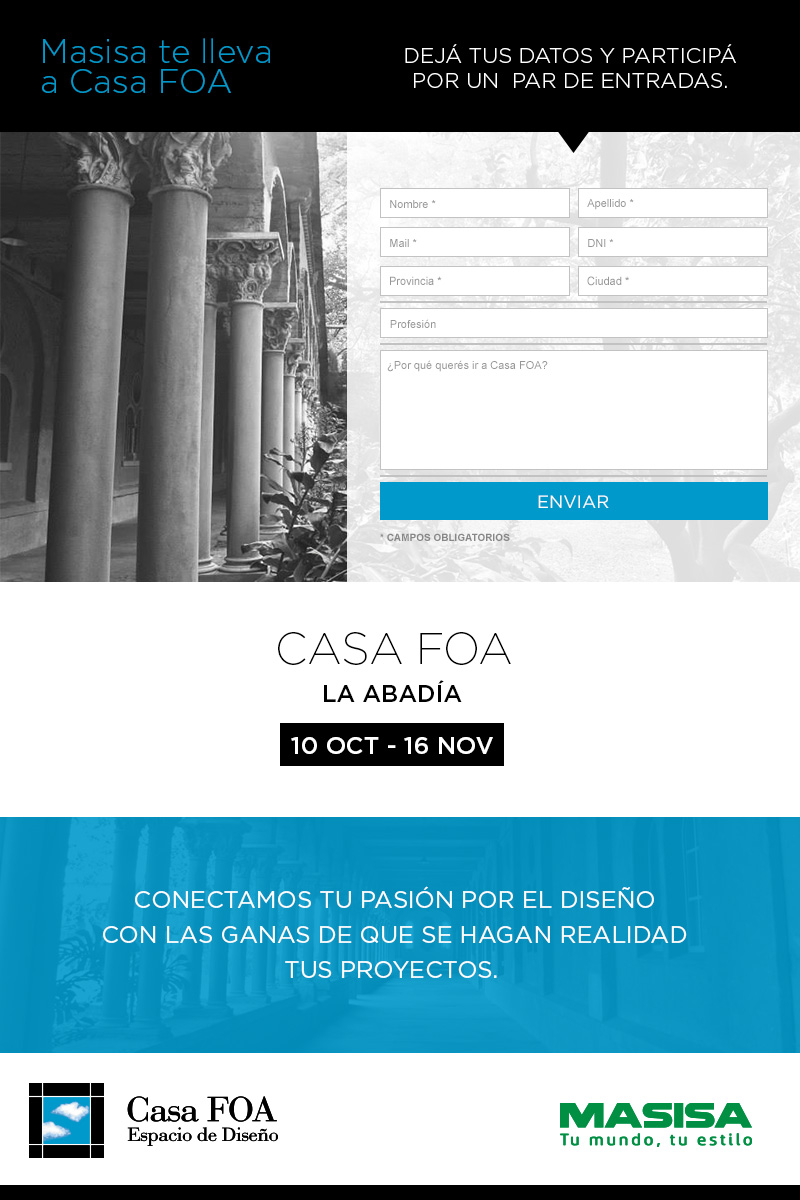 Masisa te lleva
a Casa FOA
DEJÁ TUS DATOS Y PARTICIPÁ
POR UN PAR DE ENTRADAS.
Nombre *
Apellido *
Mail *
DNI *
Provincia *
Ciudad *
Profesión
¿Por qué querés ir a Casa FOA?
ENVIAR
* CAMPOS OBLIGATORIOS
CASA FOA
LA ABADÍA
10 OCT - 16 NOV
CONECTAMOS TU PASIÓN POR EL DISEÑO
CON LAS GANAS DE QUE SE HAGAN REALIDAD
TUS PROYECTOS.
Casa FOA
Espacio de Diseño
MASISA
Tu mundo, tu estilo